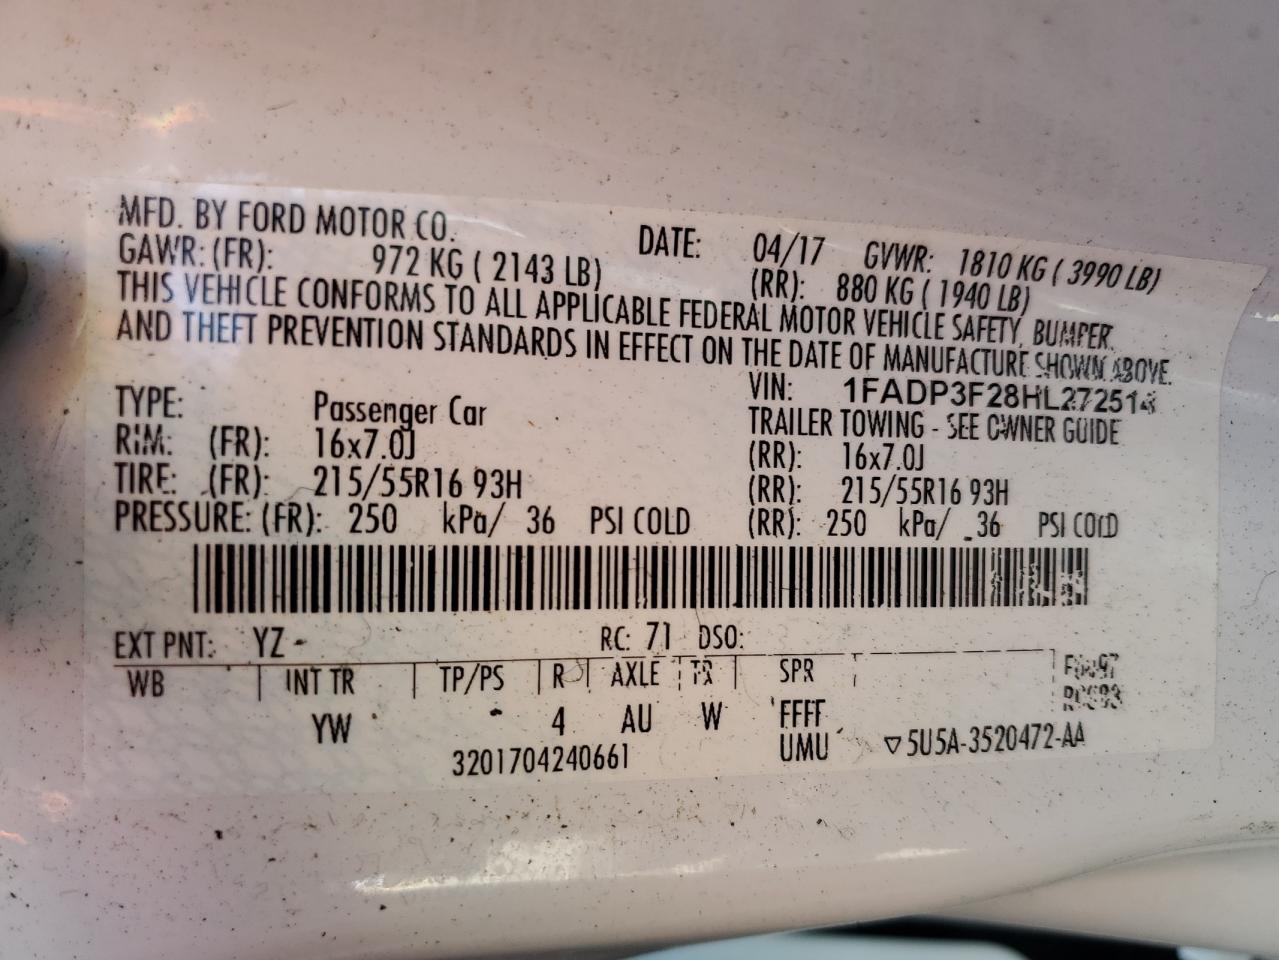 MFD. BY FORD MOTOR CO. DATE: 04/17 GVWR: 1810 KG ( 3990 LB)
GAWR: (FR): 972 KG ( 2143 LB) (RR): 880 KG ( 1940 LB)
THIS VEHICLE CONFORMS TO ALL APPLICABLE FEDERAL MOTOR VEHICLE SAFETY, BUMPER,
AND THEFT PREVENTION STANDARDS IN EFFECT ON THE DATE OF MANUFACTURE SHOWN ABOVE.
VIN:
TYPE: Passenger Car TRAILER TOWING - SEE OWNER GUIDE
RIM: (FR): 16x7.0J (RR): 16x7.0J
TIRE: (FR): 215/55R16 93H (RR): 215/55R16 93H
PRESSURE: (FR): 250 kPa/ 36 PSI COLD (RR): 250 kPa/ 36 PSI COLD
EXT PNT: YZ - RC: 71 DSO:
WB INT TR TP/PS R AXLE TR SPR
YW - 4 AU W FFFF
UMU ▽5U5A-3520472-AA
3201704240661